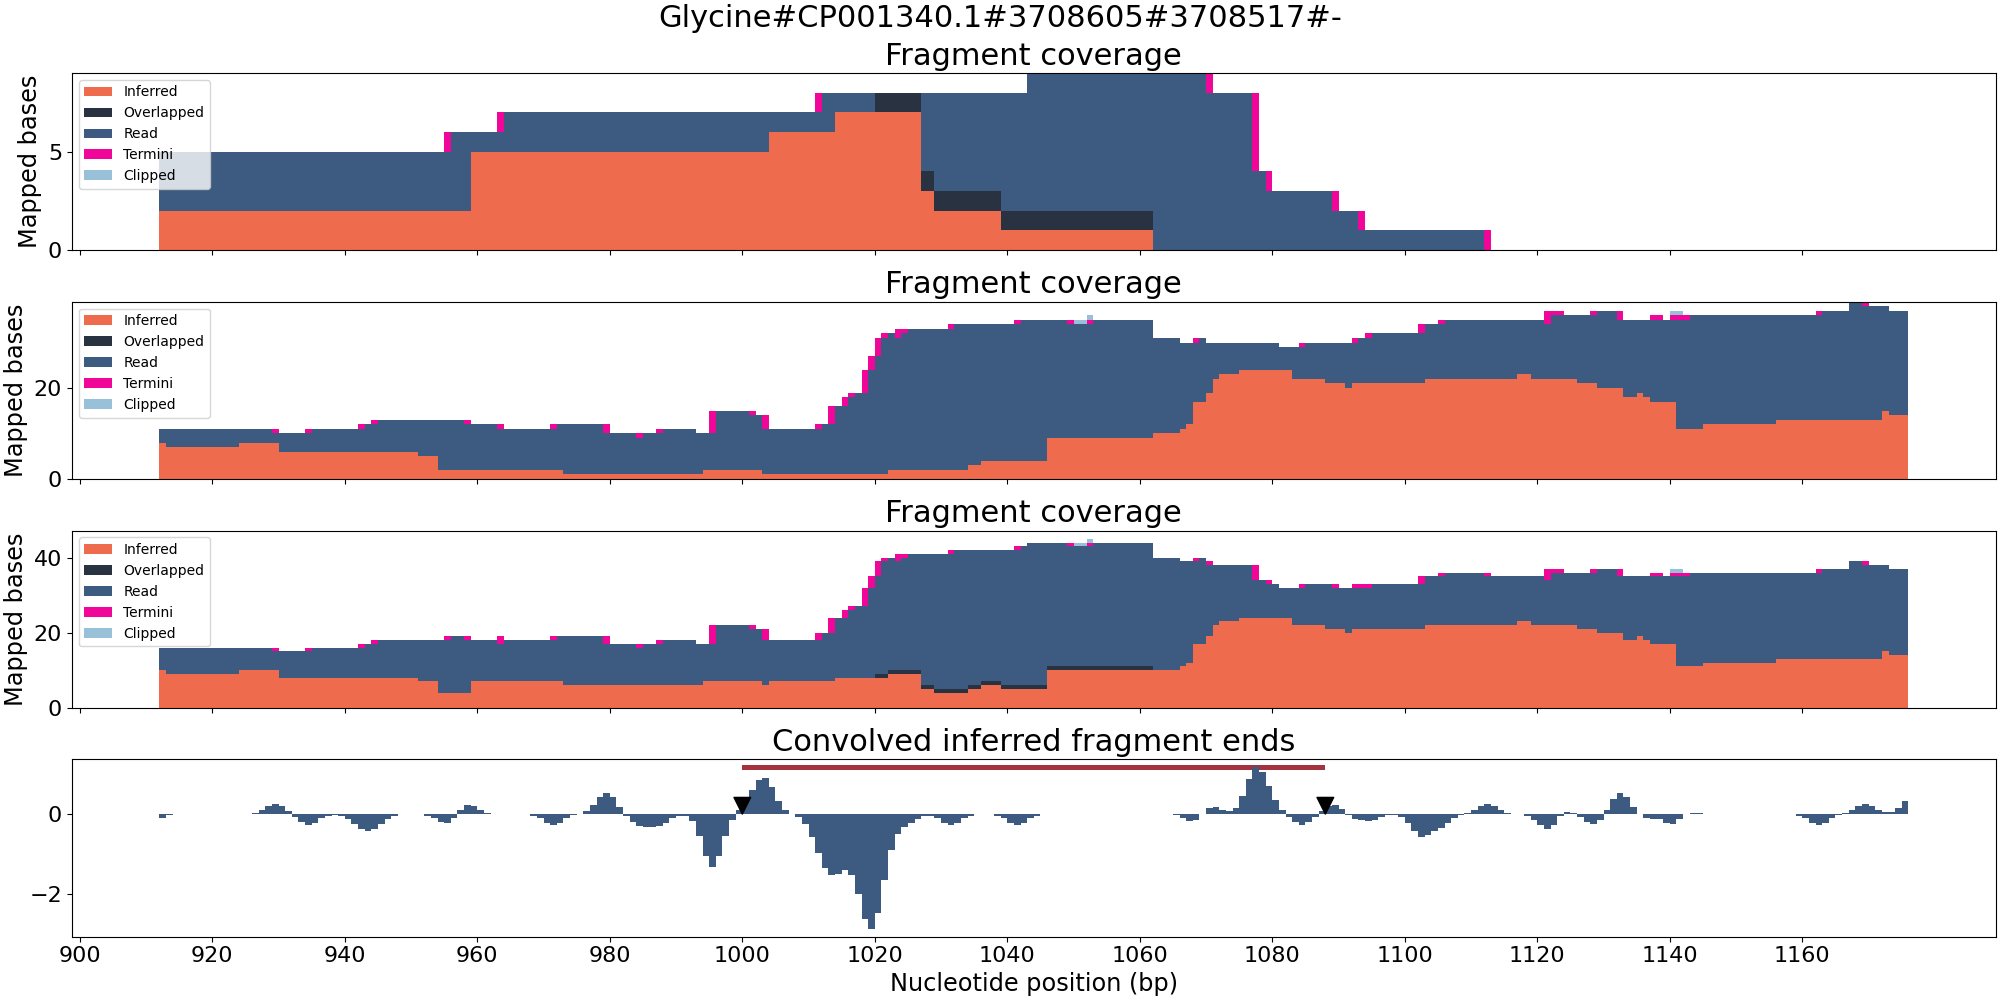 Glycine#CP001340.1#3708605#3708517#-
Fragment coverage
Mapped bases
5
0
Inferred
Overlapped
Read
Termini
Clipped
Fragment coverage
Mapped bases
20
0
Inferred
Overlapped
Read
Termini
Clipped
Fragment coverage
Mapped bases
40
20
0
Inferred
Overlapped
Read
Termini
Clipped
Convolved inferred fragment ends
0
−2
900 920 940 960 980 1000 1020 1040 1060 1080 1100 1120 1140 1160
Nucleotide position (bp)